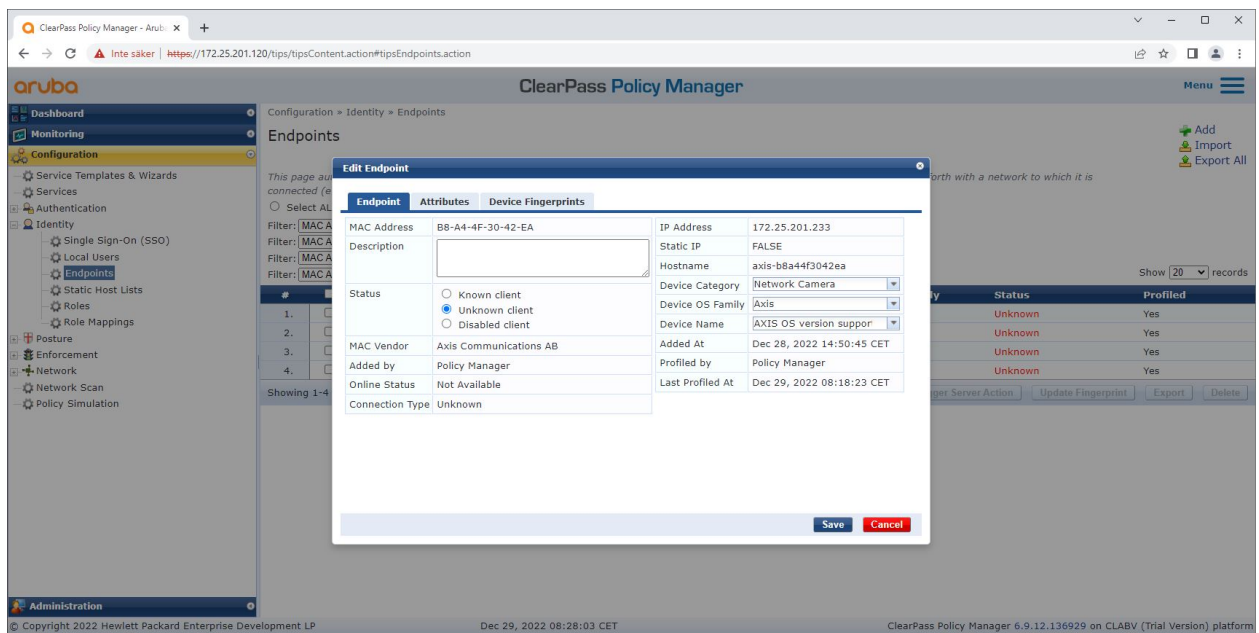 ClearPass Policy Manager - Arub
Inte säker | https://172.25.201.120/tips/tipsContent.action#tipsEndpoints.action
aruba
ClearPass Policy Manager
Menu
Dashboard
Monitoring
Configuration
Service Templates & Wizards
Services
Authentication
Identity
Single Sign-On (SSO)
Local Users
Endpoints
Static Host Lists
Roles
Role Mappings
Posture
Enforcement
Network
Network Scan
Policy Simulation
Administration
Configuration » Identity » Endpoints
Endpoints
Add
Import
Export All
This page au
orth with a network to which it is
connected (e
Select AL
Filter: MAC A
Filter: MAC A
Filter: MAC A
Filter: MAC A
Show 20 records
# ly Status Profiled
1. Unknown Yes
2. Unknown Yes
3. Unknown Yes
4. Unknown Yes
Showing 1-4
ger Server Action Update Fingerprint Export Delete
Edit Endpoint
Endpoint Attributes Device Fingerprints
MAC Address B8-A4-4F-30-42-EA
Description
Status
Known client
Unknown client
Disabled client
MAC Vendor Axis Communications AB
Added by Policy Manager
Online Status Not Available
Connection Type Unknown
IP Address 172.25.201.233
Static IP FALSE
Hostname axis-b8a44f3042ea
Device Category Network Camera
Device OS Family Axis
Device Name AXIS OS version suppor
Added At Dec 28, 2022 14:50:45 CET
Profiled by Policy Manager
Last Profiled At Dec 29, 2022 08:18:23 CET
Save Cancel
© Copyright 2022 Hewlett Packard Enterprise Development LP
Dec 29, 2022 08:28:03 CET
ClearPass Policy Manager 6.9.12.136929 on CLABV (Trial Version) platform